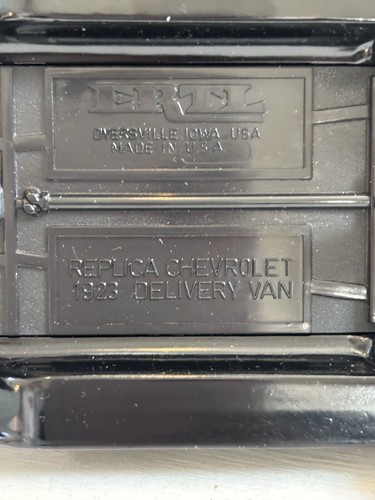 ERTL
DYERSVILLE IOWA, USA
MADE IN U.S.A.
REPLICA CHEVROLET
1923 DELIVERY VAN